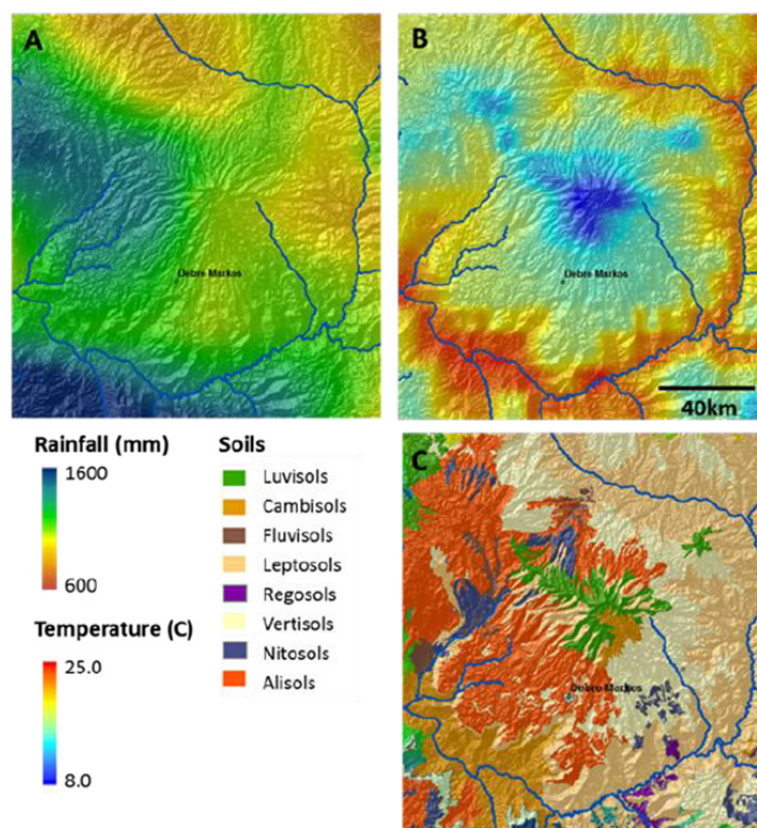 A
Debre Markos
B
Debre Markos
40km
Rainfall (mm)
1600
600
Temperature (C)
25.0
8.0
Soils
Luvisols
Cambisols
Fluvisols
Leptosols
Regosols
Vertisols
Nitosols
Alisols
C
Debre Markos